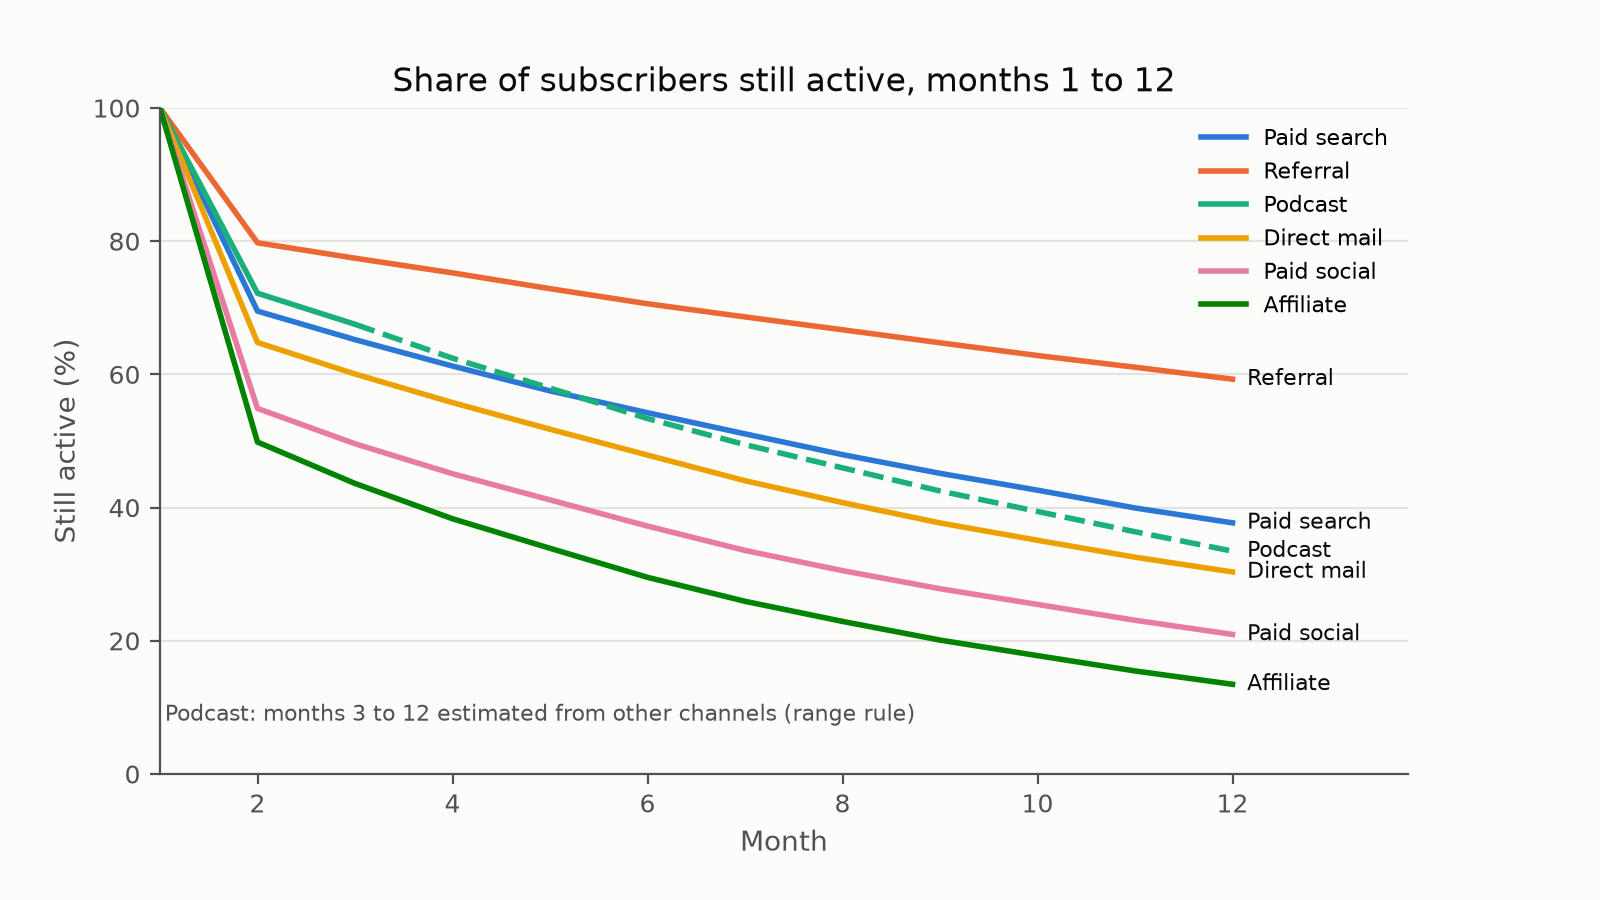 Share of subscribers still active, months 1 to 12
100
80
60
40
20
0
Still active (%)
Paid search
Referral
Podcast
Direct mail
Paid social
Affiliate
Referral
Paid search
Podcast
Direct mail
Paid social
Affiliate
Podcast: months 3 to 12 estimated from other channels (range rule)
2 4 6 8 10 12
Month